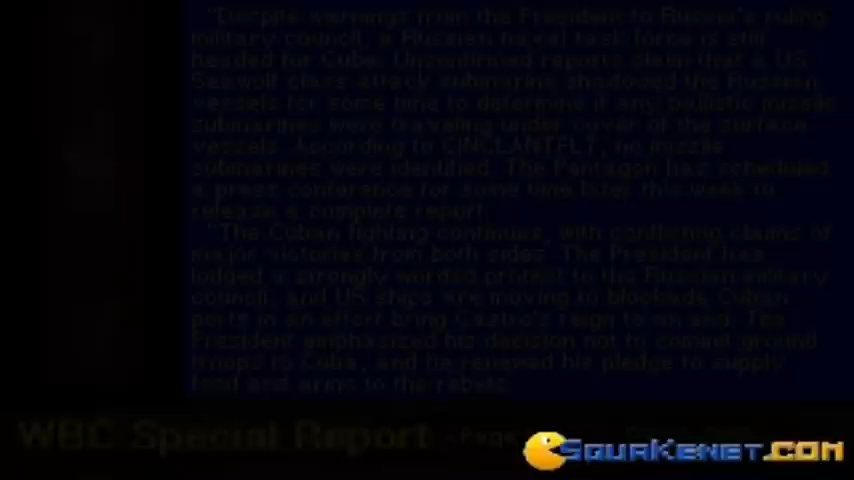 "Despite warnings from the President to Russia's ruling
military council, a Russian naval task force is still
headed for Cuba. Unconfirmed reports claim that a US
Seawolf class attack submarine shadowed the Russian
vessels for some time to determine if any ballistic missile
submarines were traveling under cover of the surface
vessels. According to CINCLANTFLT, no missile
submarines were identified. The Pentagon has scheduled
a press conference for some time later this week to
release a complete report.
"The Cuban fighting continues, with conflicting claims of
major victories from both sides. The President has
lodged a strongly worded protest to the Russian military
council, and US ships are moving to blockade Cuban
ports in an effort bring Castro's reign to an end. The
President emphasized his decision not to commit ground
troops to Cuba, and he renewed his pledge to supply
food and arms to the rebels.
WBC Special Report - Page
SQUAKENET.COM